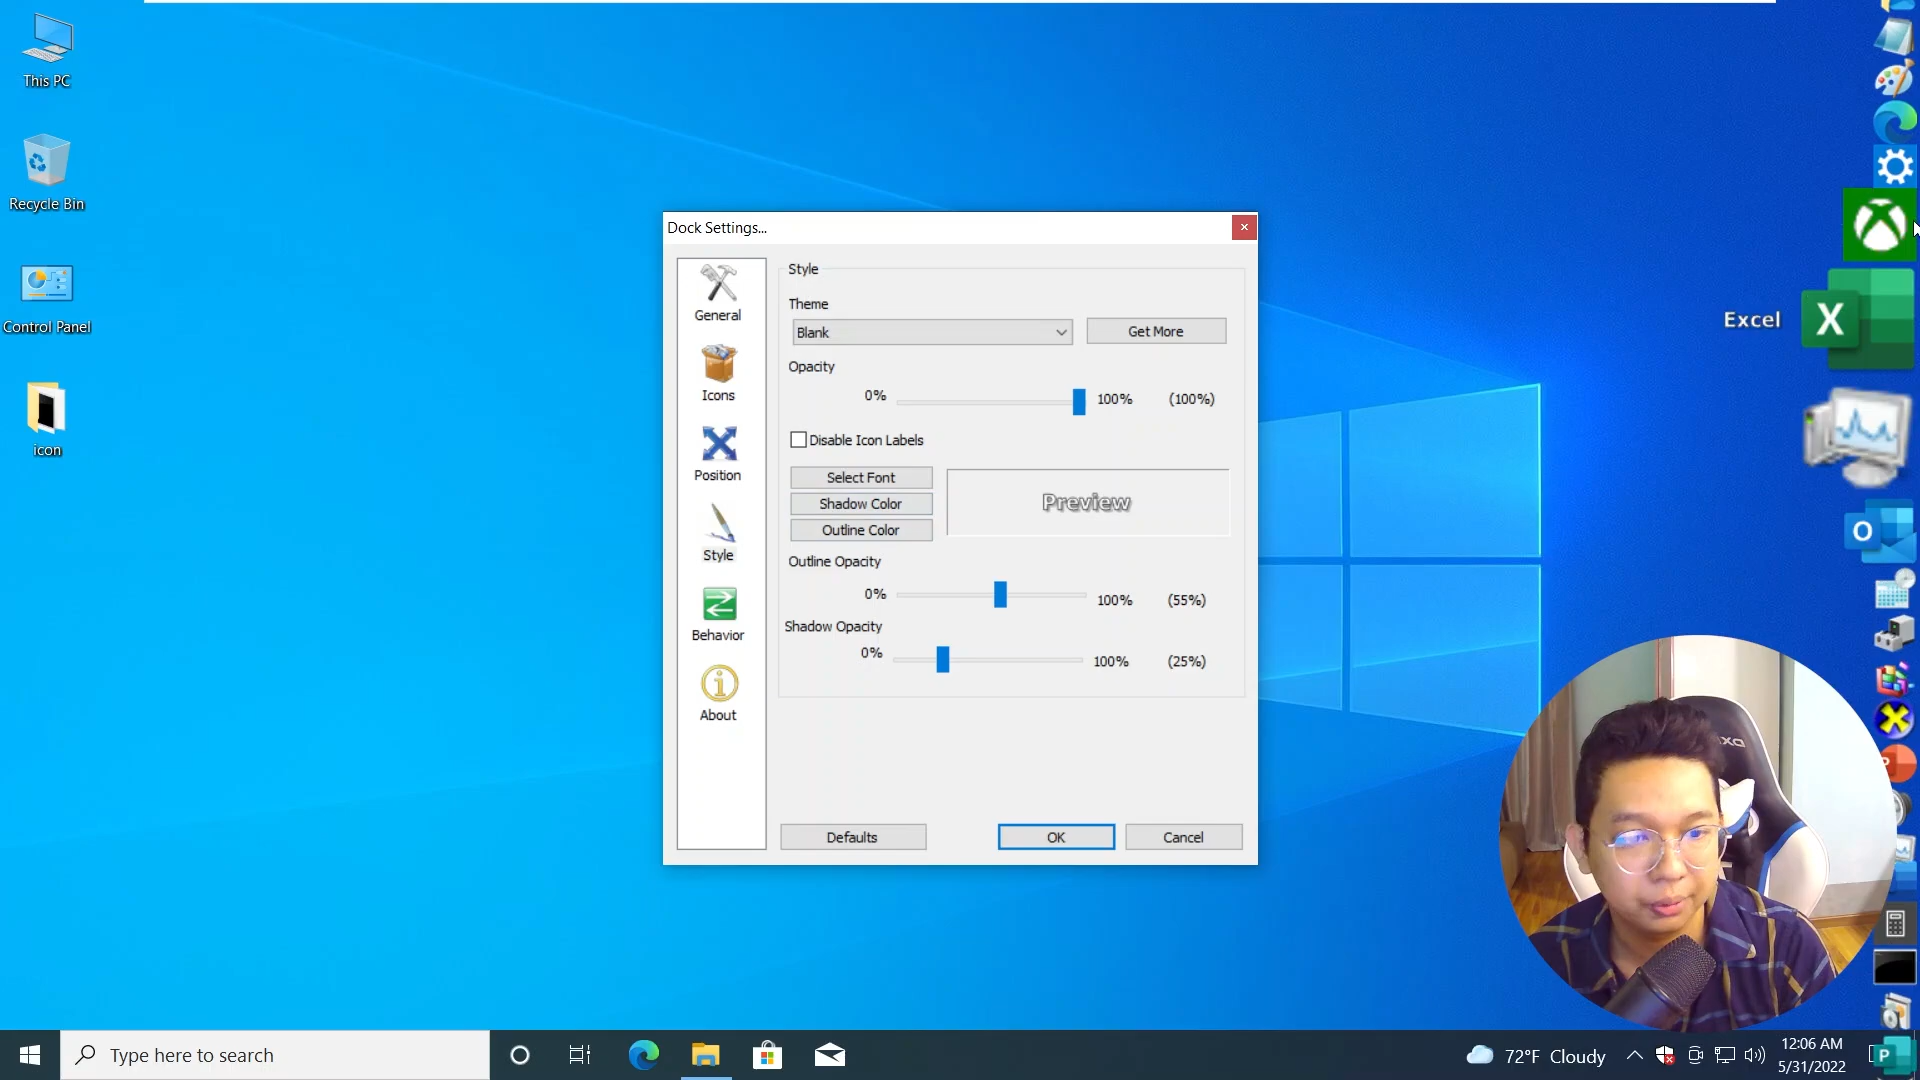 This PC
Recycle Bin
Control Panel
icon
Dock Settings...
General
Icons
Position
Style
Behavior
About
Style
Theme
Blank
Get More
Opacity
0%
100%
(100%)
Disable Icon Labels
Select Font
Shadow Color
Outline Color
Preview
Outline Opacity
0%
100%
(55%)
Shadow Opacity
0%
100%
(25%)
Defaults
OK
Cancel
Excel
X
O
P
Type here to search
72°F Cloudy
12:06 AM
5/31/2022
P